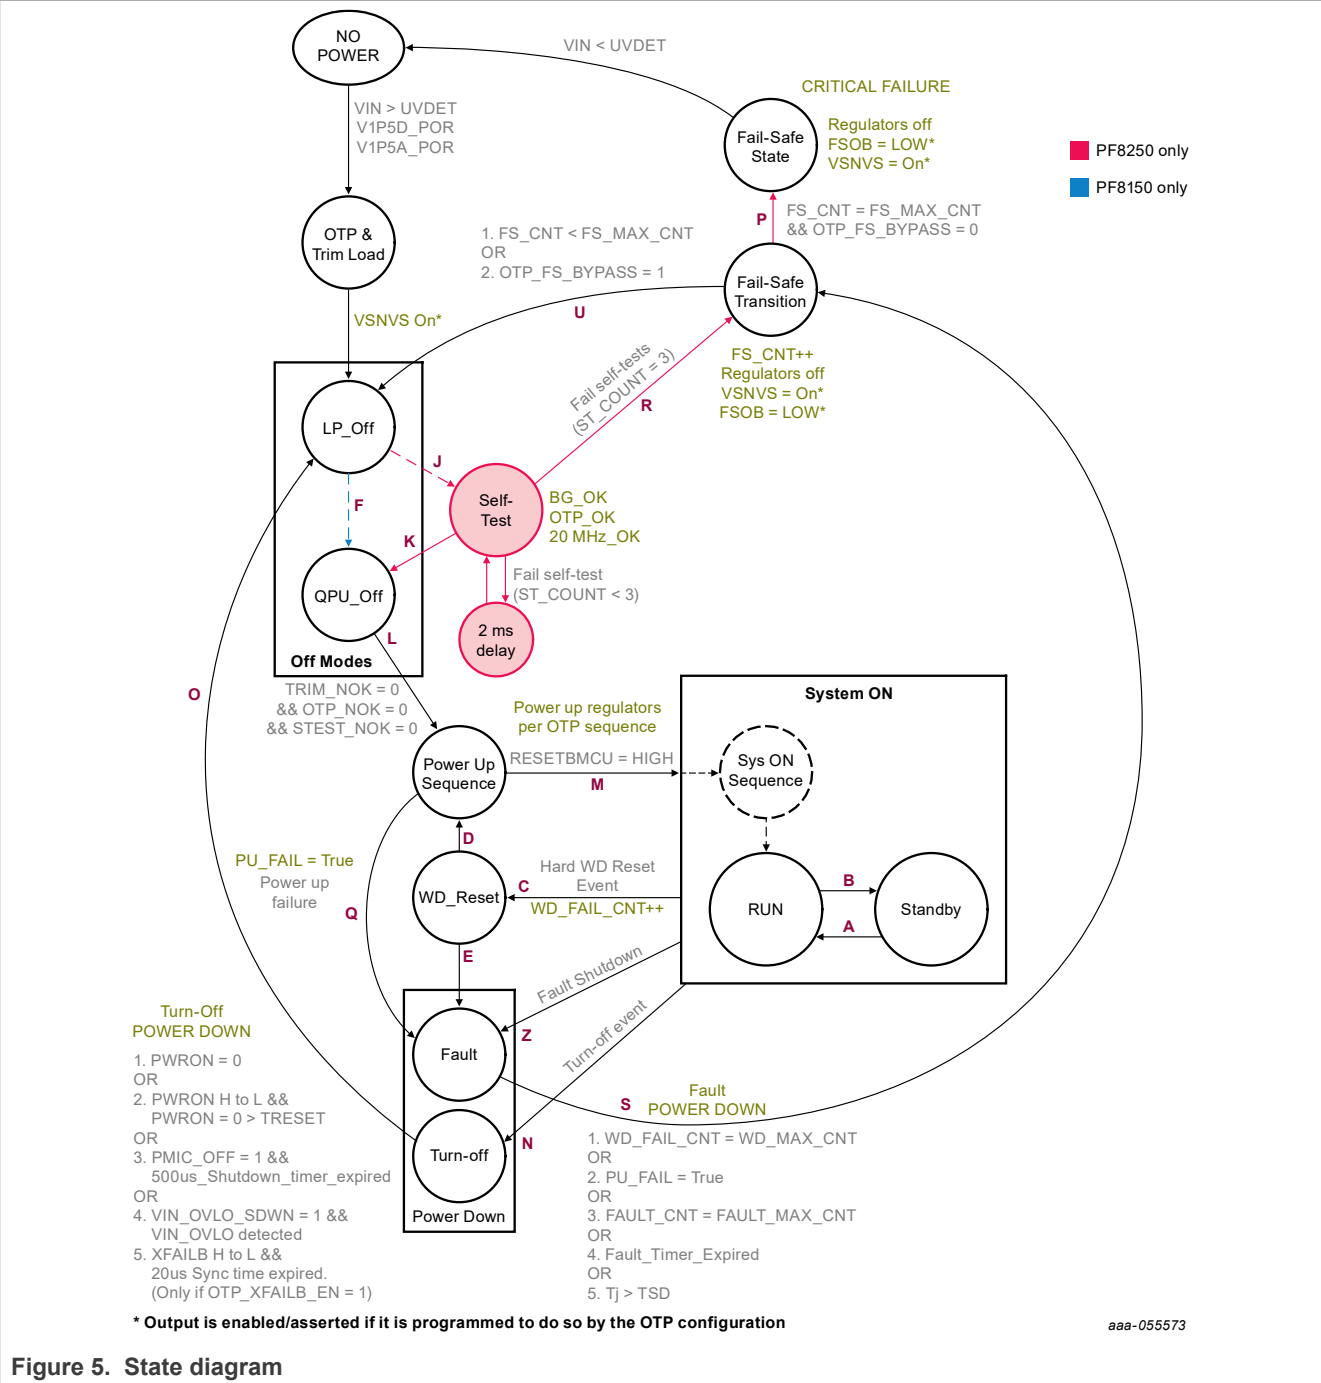 NO
POWER
VIN < UVDET
CRITICAL FAILURE
VIN > UVDET
V1P5D_POR
V1P5A_POR
Fail-Safe
State
Regulators off
FSOB = LOW*
VSNVS = On*
PF8250 only
PF8150 only
P
FS_CNT = FS_MAX_CNT
&& OTP_FS_BYPASS = 0
OTP &
Trim Load
1. FS_CNT < FS_MAX_CNT
OR
2. OTP_FS_BYPASS = 1
Fail-Safe
Transition
U
VSNVS On*
FS_CNT++
Regulators off
VSNVS = On*
FSOB = LOW*
Fail self-tests
(ST_COUNT = 3)
R
LP_Off
J
F
Self-
Test
BG_OK
OTP_OK
20 MHz_OK
K
Fail self-test
(ST_COUNT < 3)
QPU_Off
L
2 ms
delay
Off Modes
O
TRIM_NOK = 0
&& OTP_NOK = 0
&& STEST_NOK = 0
Power up regulators
per OTP sequence
System ON
Power Up
Sequence
RESETBMCU = HIGH
M
Sys ON
Sequence
D
PU_FAIL = True
Power up
failure
Q
WD_Reset
C
Hard WD Reset
Event
WD_FAIL_CNT++
RUN
B
A
Standby
E
Fault Shutdown
Z
Turn-off event
Fault
Turn-Off
POWER DOWN
1. PWRON = 0
OR
2. PWRON H to L &&
PWRON = 0 > TRESET
OR
3. PMIC_OFF = 1 &&
500us_Shutdown_timer_expired
OR
4. VIN_OVLO_SDWN = 1 &&
VIN_OVLO detected
5. XFAILB H to L &&
20us Sync time expired.
(Only if OTP_XFAILB_EN = 1)
Turn-off
N
Power Down
S
Fault
POWER DOWN
1. WD_FAIL_CNT = WD_MAX_CNT
OR
2. PU_FAIL = True
OR
3. FAULT_CNT = FAULT_MAX_CNT
OR
4. Fault_Timer_Expired
OR
5. Tj > TSD
* Output is enabled/asserted if it is programmed to do so by the OTP configuration
aaa-055573
Figure 5. State diagram